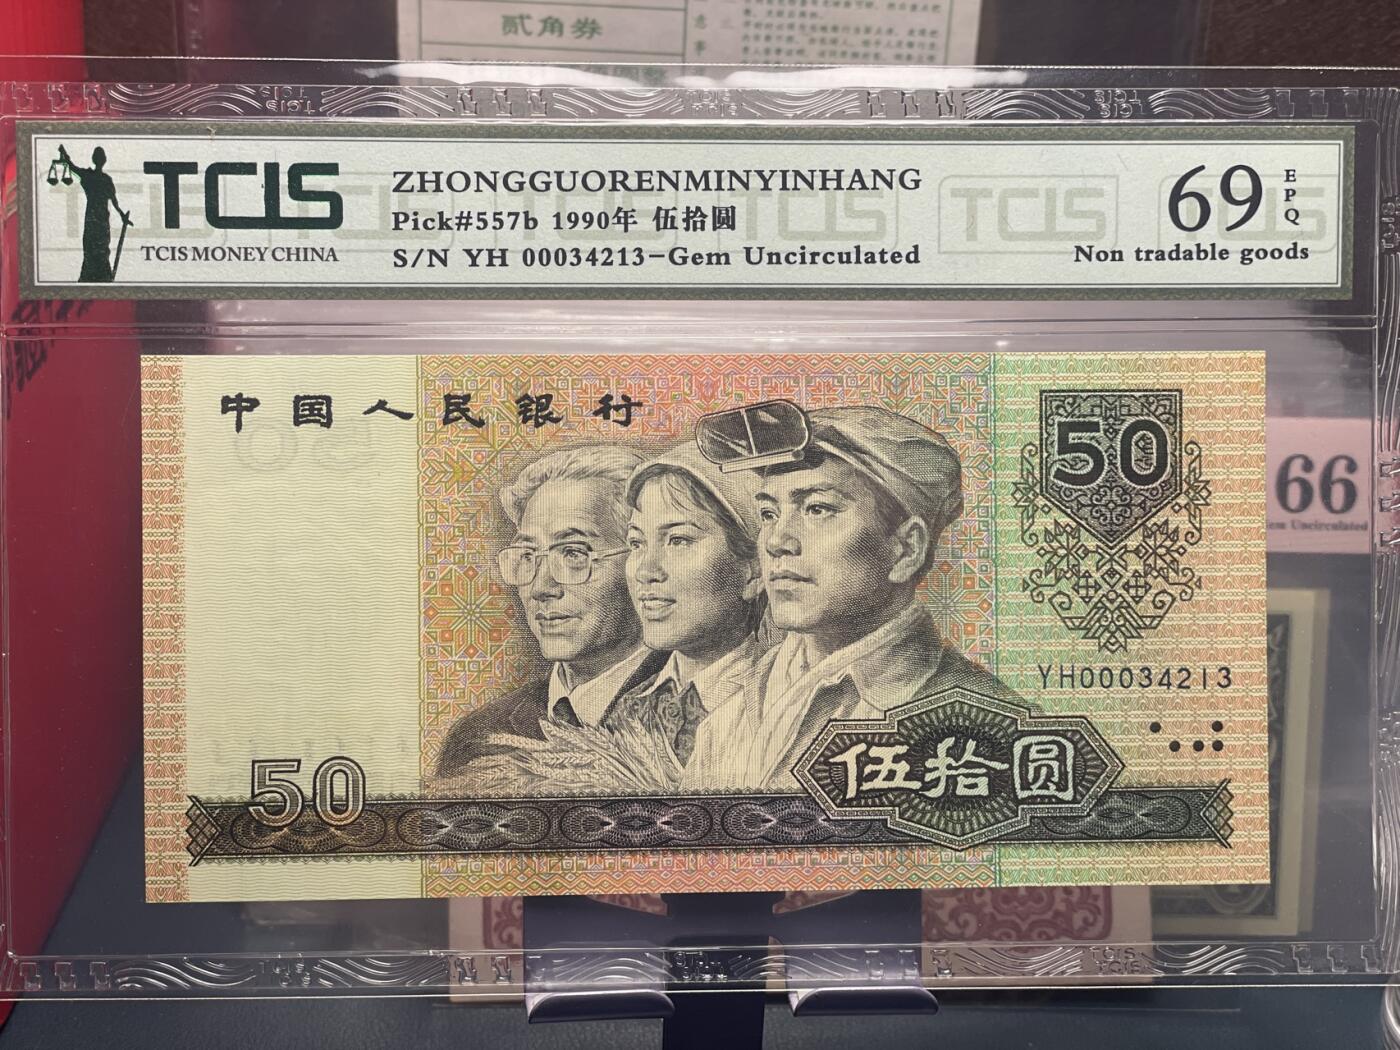 贰角券
TCIS
TCIS MONEY CHINA
ZHONGGUORENMINYINHANG
Pick#557b 1990年 伍拾圆
S/N YH 00034213-Gem Uncirculated
69
EPQ
Non tradable goods
中国人民银行
50
66
Gem Uncirculated
YH00034213
50
伍拾圆